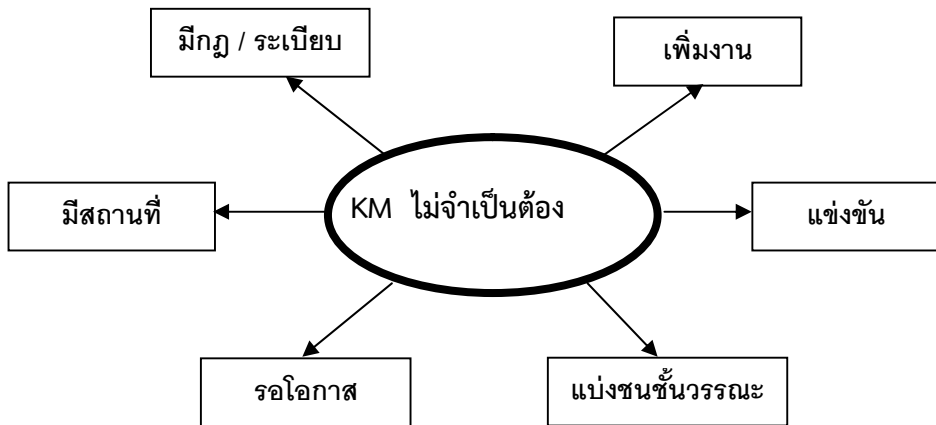 มีกฎ / ระเบียบ
เพิ่มงาน
มีสถานที่
KM ไม่จำเป็นต้อง
แข่งขัน
รอโอกาส
แบ่งชนชั้นวรรณะ